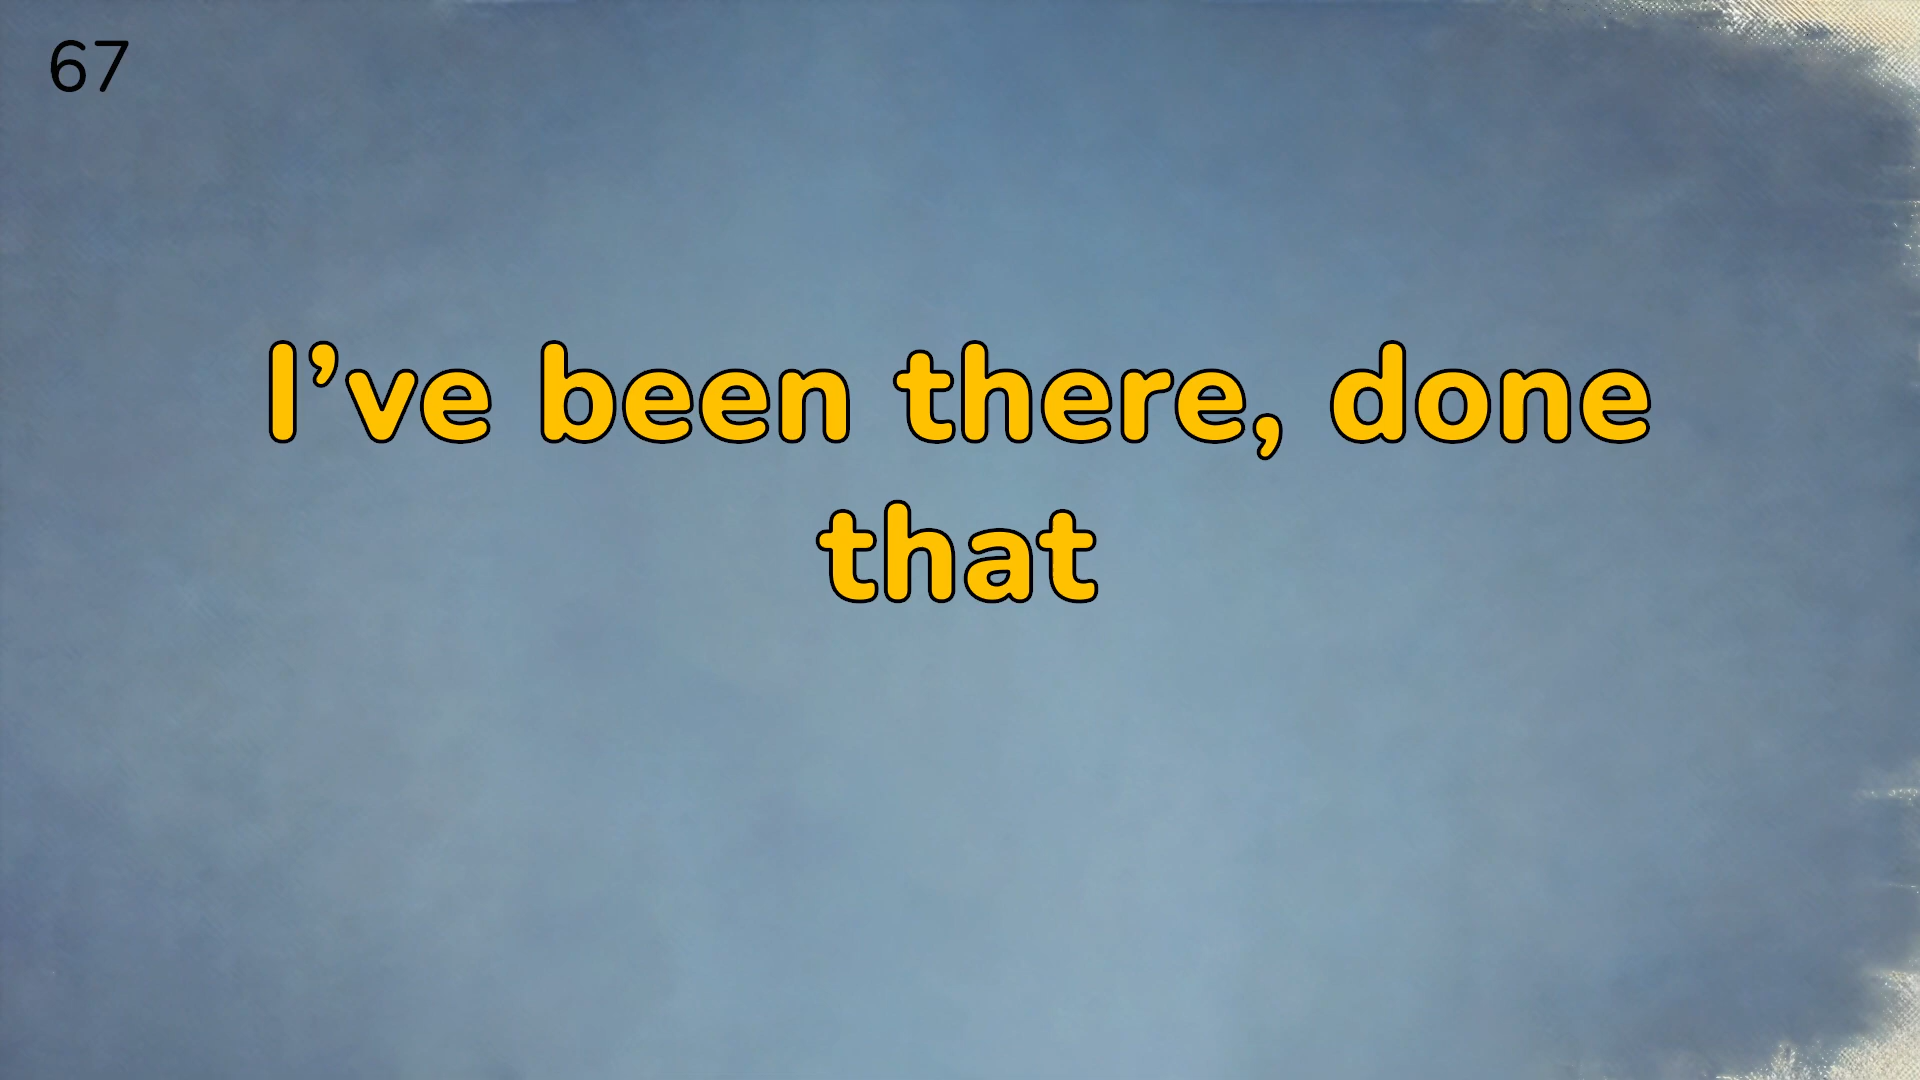 67
I’ve been there, done
that